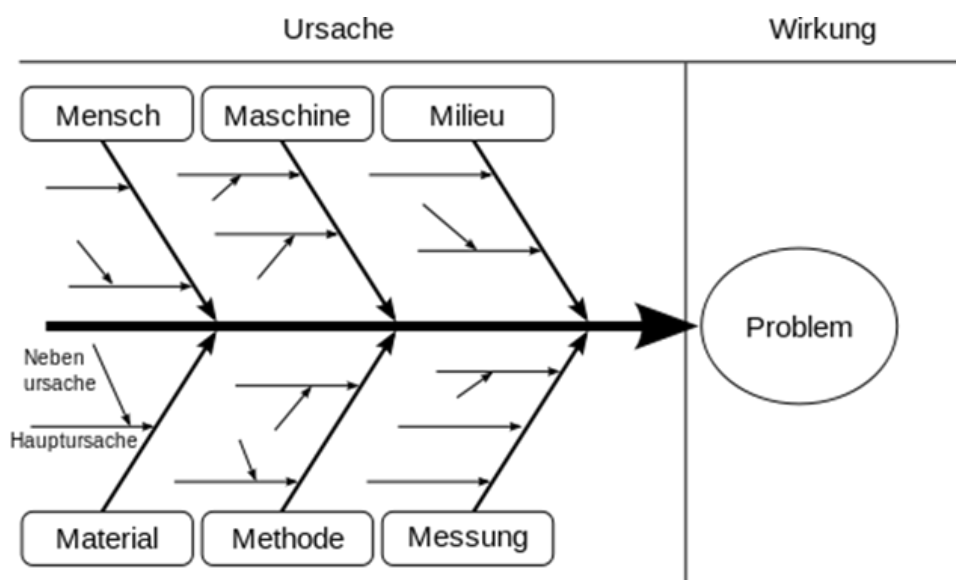 Ursache
Wirkung
Mensch
Maschine
Milieu
Problem
Neben
ursache
Hauptursache
Material
Methode
Messung